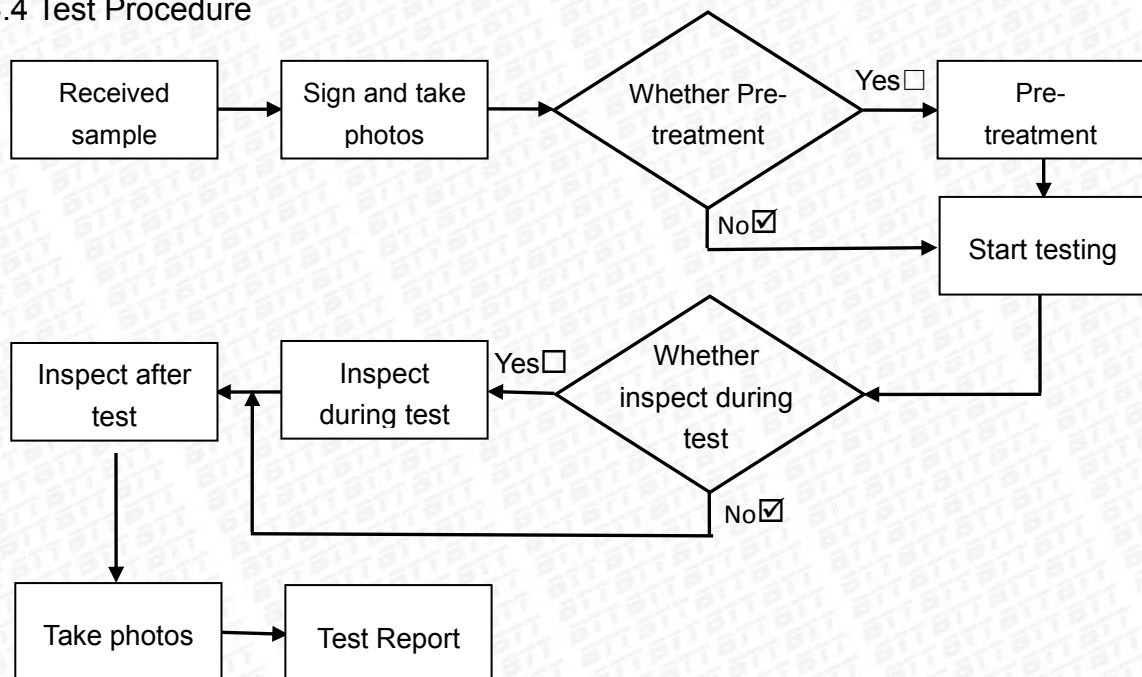 .4 Test Procedure
Received
sample
Sign and take
photos
Whether Pre-
treatment
Yes☐
Pre-
treatment
No☑
Start testing
Inspect after
test
Inspect
during test
Yes☐
Whether
inspect during
test
No☑
Take photos
Test Report